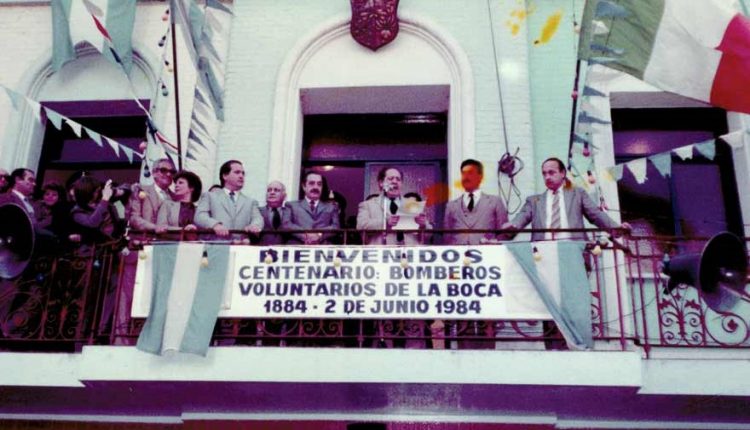 BIENVENIDOS
CENTENARIO: BOMBEROS
VOLUNTARIOS DE LA BOCA
1884 - 2 DE JUNIO 1984